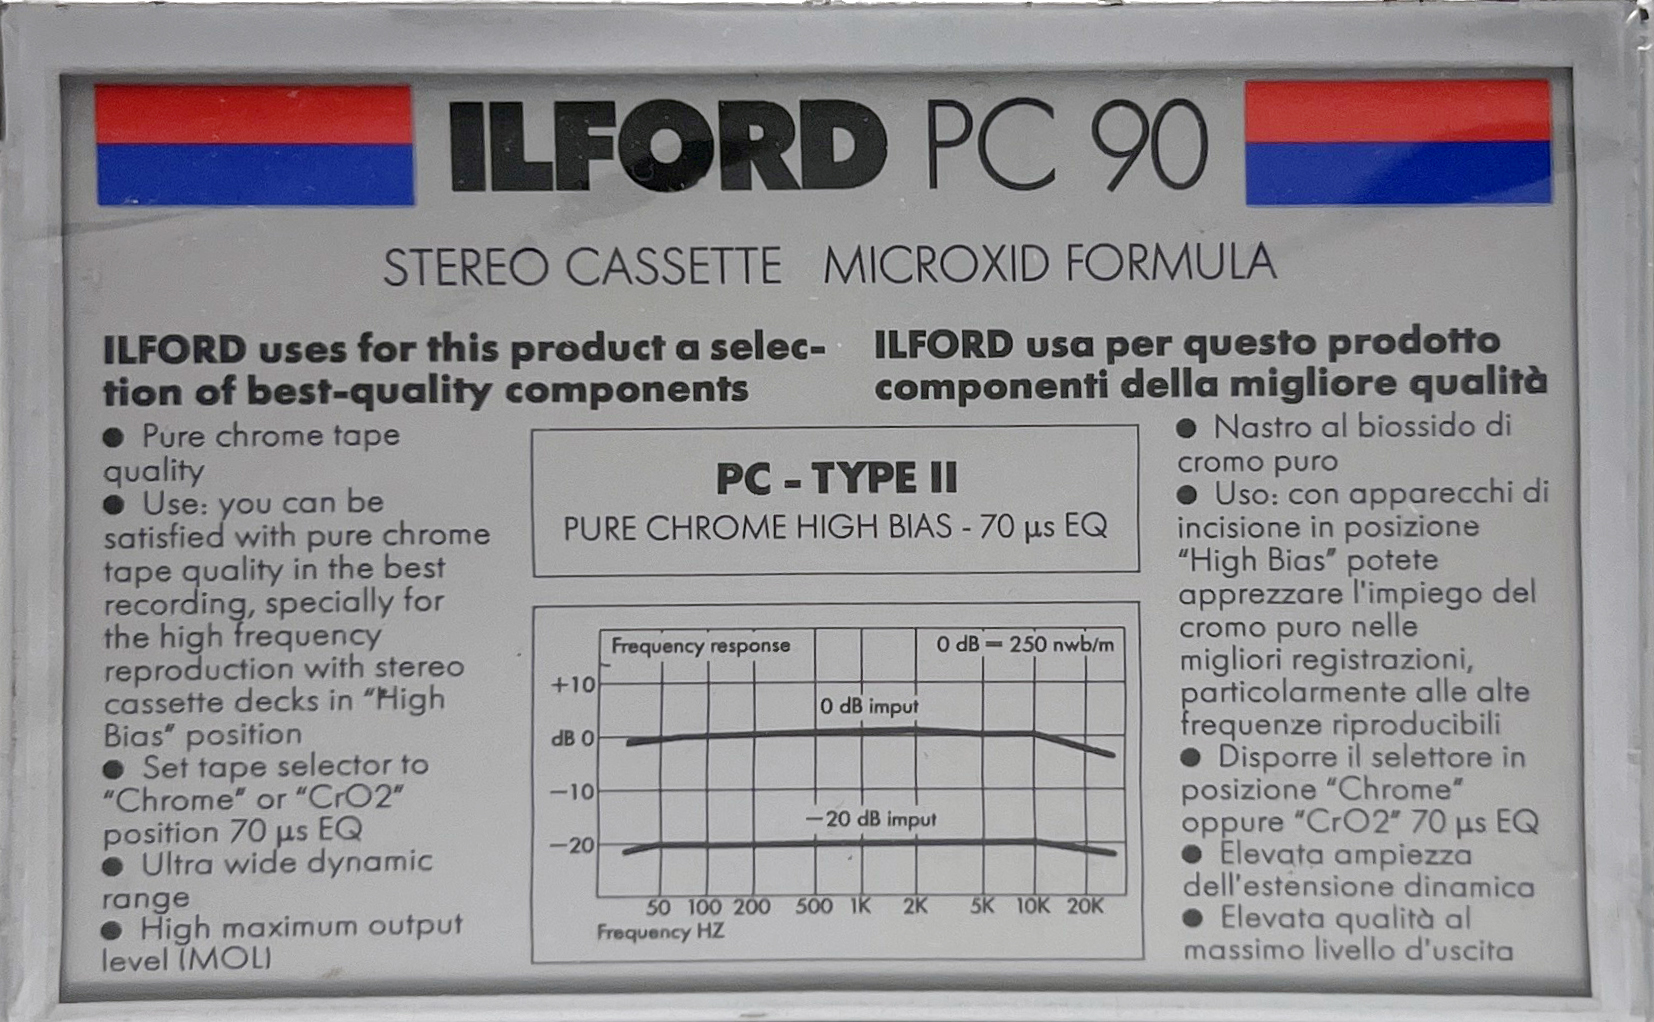 ILFORD PC 90
STEREO CASSETTE MICROXID FORMULA
ILFORD uses for this product a selec-
tion of best-quality components
● Pure chrome tape
quality
● Use: you can be
satisfied with pure chrome
tape quality in the best
recording, specially for
the high frequency
reproduction with stereo
cassette decks in "High
Bias" position
● Set tape selector to
"Chrome" or "CrO2"
position 70 µs EQ
● Ultra wide dynamic
range
● High maximum output
level (MOL)
PC - TYPE II
PURE CHROME HIGH BIAS - 70 µs EQ
Frequency response
0 dB = 250 nwb/m
+10
0 dB imput
dB 0
-10
-20 dB imput
-20
50 100 200 500 1K 2K 5K 10K 20K
Frequency HZ
ILFORD usa per questo prodotto
componenti della migliore qualità
● Nastro al biossido di
cromo puro
● Uso: con apparecchi di
incisione in posizione
"High Bias" potete
apprezzare l'impiego del
cromo puro nelle
migliori registrazioni,
particolarmente alle alte
frequenze riproducibili
● Disporre il selettore in
posizione "Chrome"
oppure "CrO2" 70 µs EQ
● Elevata ampiezza
dell'estensione dinamica
● Elevata qualità al
massimo livello d'uscita